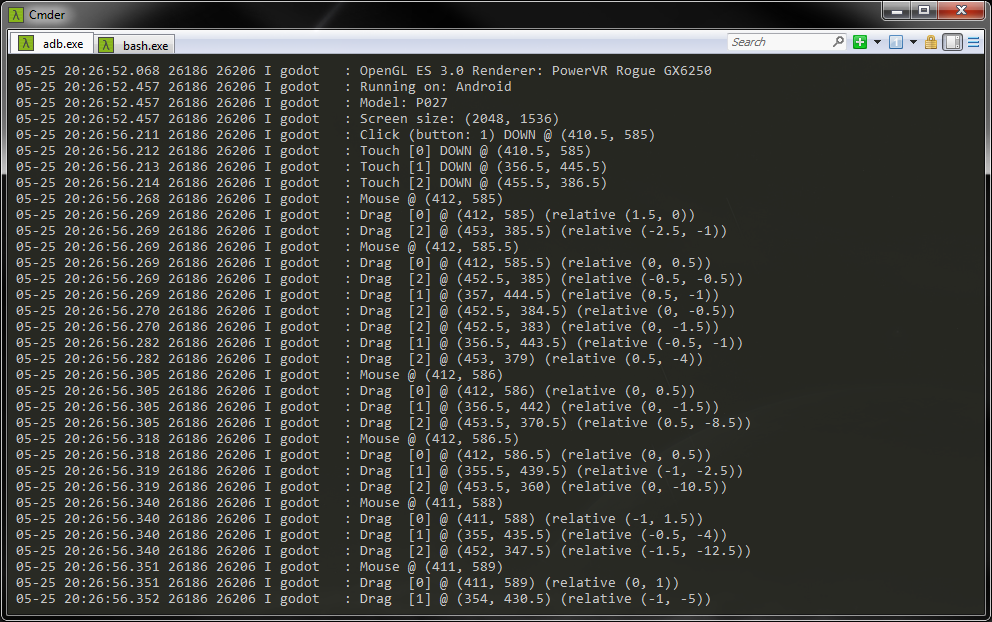 Cmder
adb.exe
bash.exe
Search
05-25 20:26:52.068 26186 26206 I godot   : OpenGL ES 3.0 Renderer: PowerVR Rogue GX6250
05-25 20:26:52.457 26186 26206 I godot   : Running on: Android
05-25 20:26:52.457 26186 26206 I godot   : Model: P027
05-25 20:26:52.457 26186 26206 I godot   : Screen size: (2048, 1536)
05-25 20:26:56.211 26186 26206 I godot   : Click (button: 1) DOWN @ (410.5, 585)
05-25 20:26:56.212 26186 26206 I godot   : Touch [0] DOWN @ (410.5, 585)
05-25 20:26:56.213 26186 26206 I godot   : Touch [1] DOWN @ (356.5, 445.5)
05-25 20:26:56.214 26186 26206 I godot   : Touch [2] DOWN @ (455.5, 386.5)
05-25 20:26:56.268 26186 26206 I godot   : Mouse @ (412, 585)
05-25 20:26:56.269 26186 26206 I godot   : Drag  [0] @ (412, 585) (relative (1.5, 0))
05-25 20:26:56.269 26186 26206 I godot   : Drag  [2] @ (453, 385.5) (relative (-2.5, -1))
05-25 20:26:56.269 26186 26206 I godot   : Mouse @ (412, 585.5)
05-25 20:26:56.269 26186 26206 I godot   : Drag  [0] @ (412, 585.5) (relative (0, 0.5))
05-25 20:26:56.269 26186 26206 I godot   : Drag  [2] @ (452.5, 385) (relative (-0.5, -0.5))
05-25 20:26:56.269 26186 26206 I godot   : Drag  [1] @ (357, 444.5) (relative (0.5, -1))
05-25 20:26:56.270 26186 26206 I godot   : Drag  [2] @ (452.5, 384.5) (relative (0, -0.5))
05-25 20:26:56.270 26186 26206 I godot   : Drag  [2] @ (452.5, 383) (relative (0, -1.5))
05-25 20:26:56.282 26186 26206 I godot   : Drag  [1] @ (356.5, 443.5) (relative (-0.5, -1))
05-25 20:26:56.282 26186 26206 I godot   : Drag  [2] @ (453, 379) (relative (0.5, -4))
05-25 20:26:56.305 26186 26206 I godot   : Mouse @ (412, 586)
05-25 20:26:56.305 26186 26206 I godot   : Drag  [0] @ (412, 586) (relative (0, 0.5))
05-25 20:26:56.305 26186 26206 I godot   : Drag  [1] @ (356.5, 442) (relative (0, -1.5))
05-25 20:26:56.305 26186 26206 I godot   : Drag  [2] @ (453.5, 370.5) (relative (0.5, -8.5))
05-25 20:26:56.318 26186 26206 I godot   : Mouse @ (412, 586.5)
05-25 20:26:56.318 26186 26206 I godot   : Drag  [0] @ (412, 586.5) (relative (0, 0.5))
05-25 20:26:56.319 26186 26206 I godot   : Drag  [1] @ (355.5, 439.5) (relative (-1, -2.5))
05-25 20:26:56.319 26186 26206 I godot   : Drag  [2] @ (453.5, 360) (relative (0, -10.5))
05-25 20:26:56.340 26186 26206 I godot   : Mouse @ (411, 588)
05-25 20:26:56.340 26186 26206 I godot   : Drag  [0] @ (411, 588) (relative (-1, 1.5))
05-25 20:26:56.340 26186 26206 I godot   : Drag  [1] @ (355, 435.5) (relative (-0.5, -4))
05-25 20:26:56.340 26186 26206 I godot   : Drag  [2] @ (452, 347.5) (relative (-1.5, -12.5))
05-25 20:26:56.351 26186 26206 I godot   : Mouse @ (411, 589)
05-25 20:26:56.351 26186 26206 I godot   : Drag  [0] @ (411, 589) (relative (0, 1))
05-25 20:26:56.352 26186 26206 I godot   : Drag  [1] @ (354, 430.5) (relative (-1, -5))